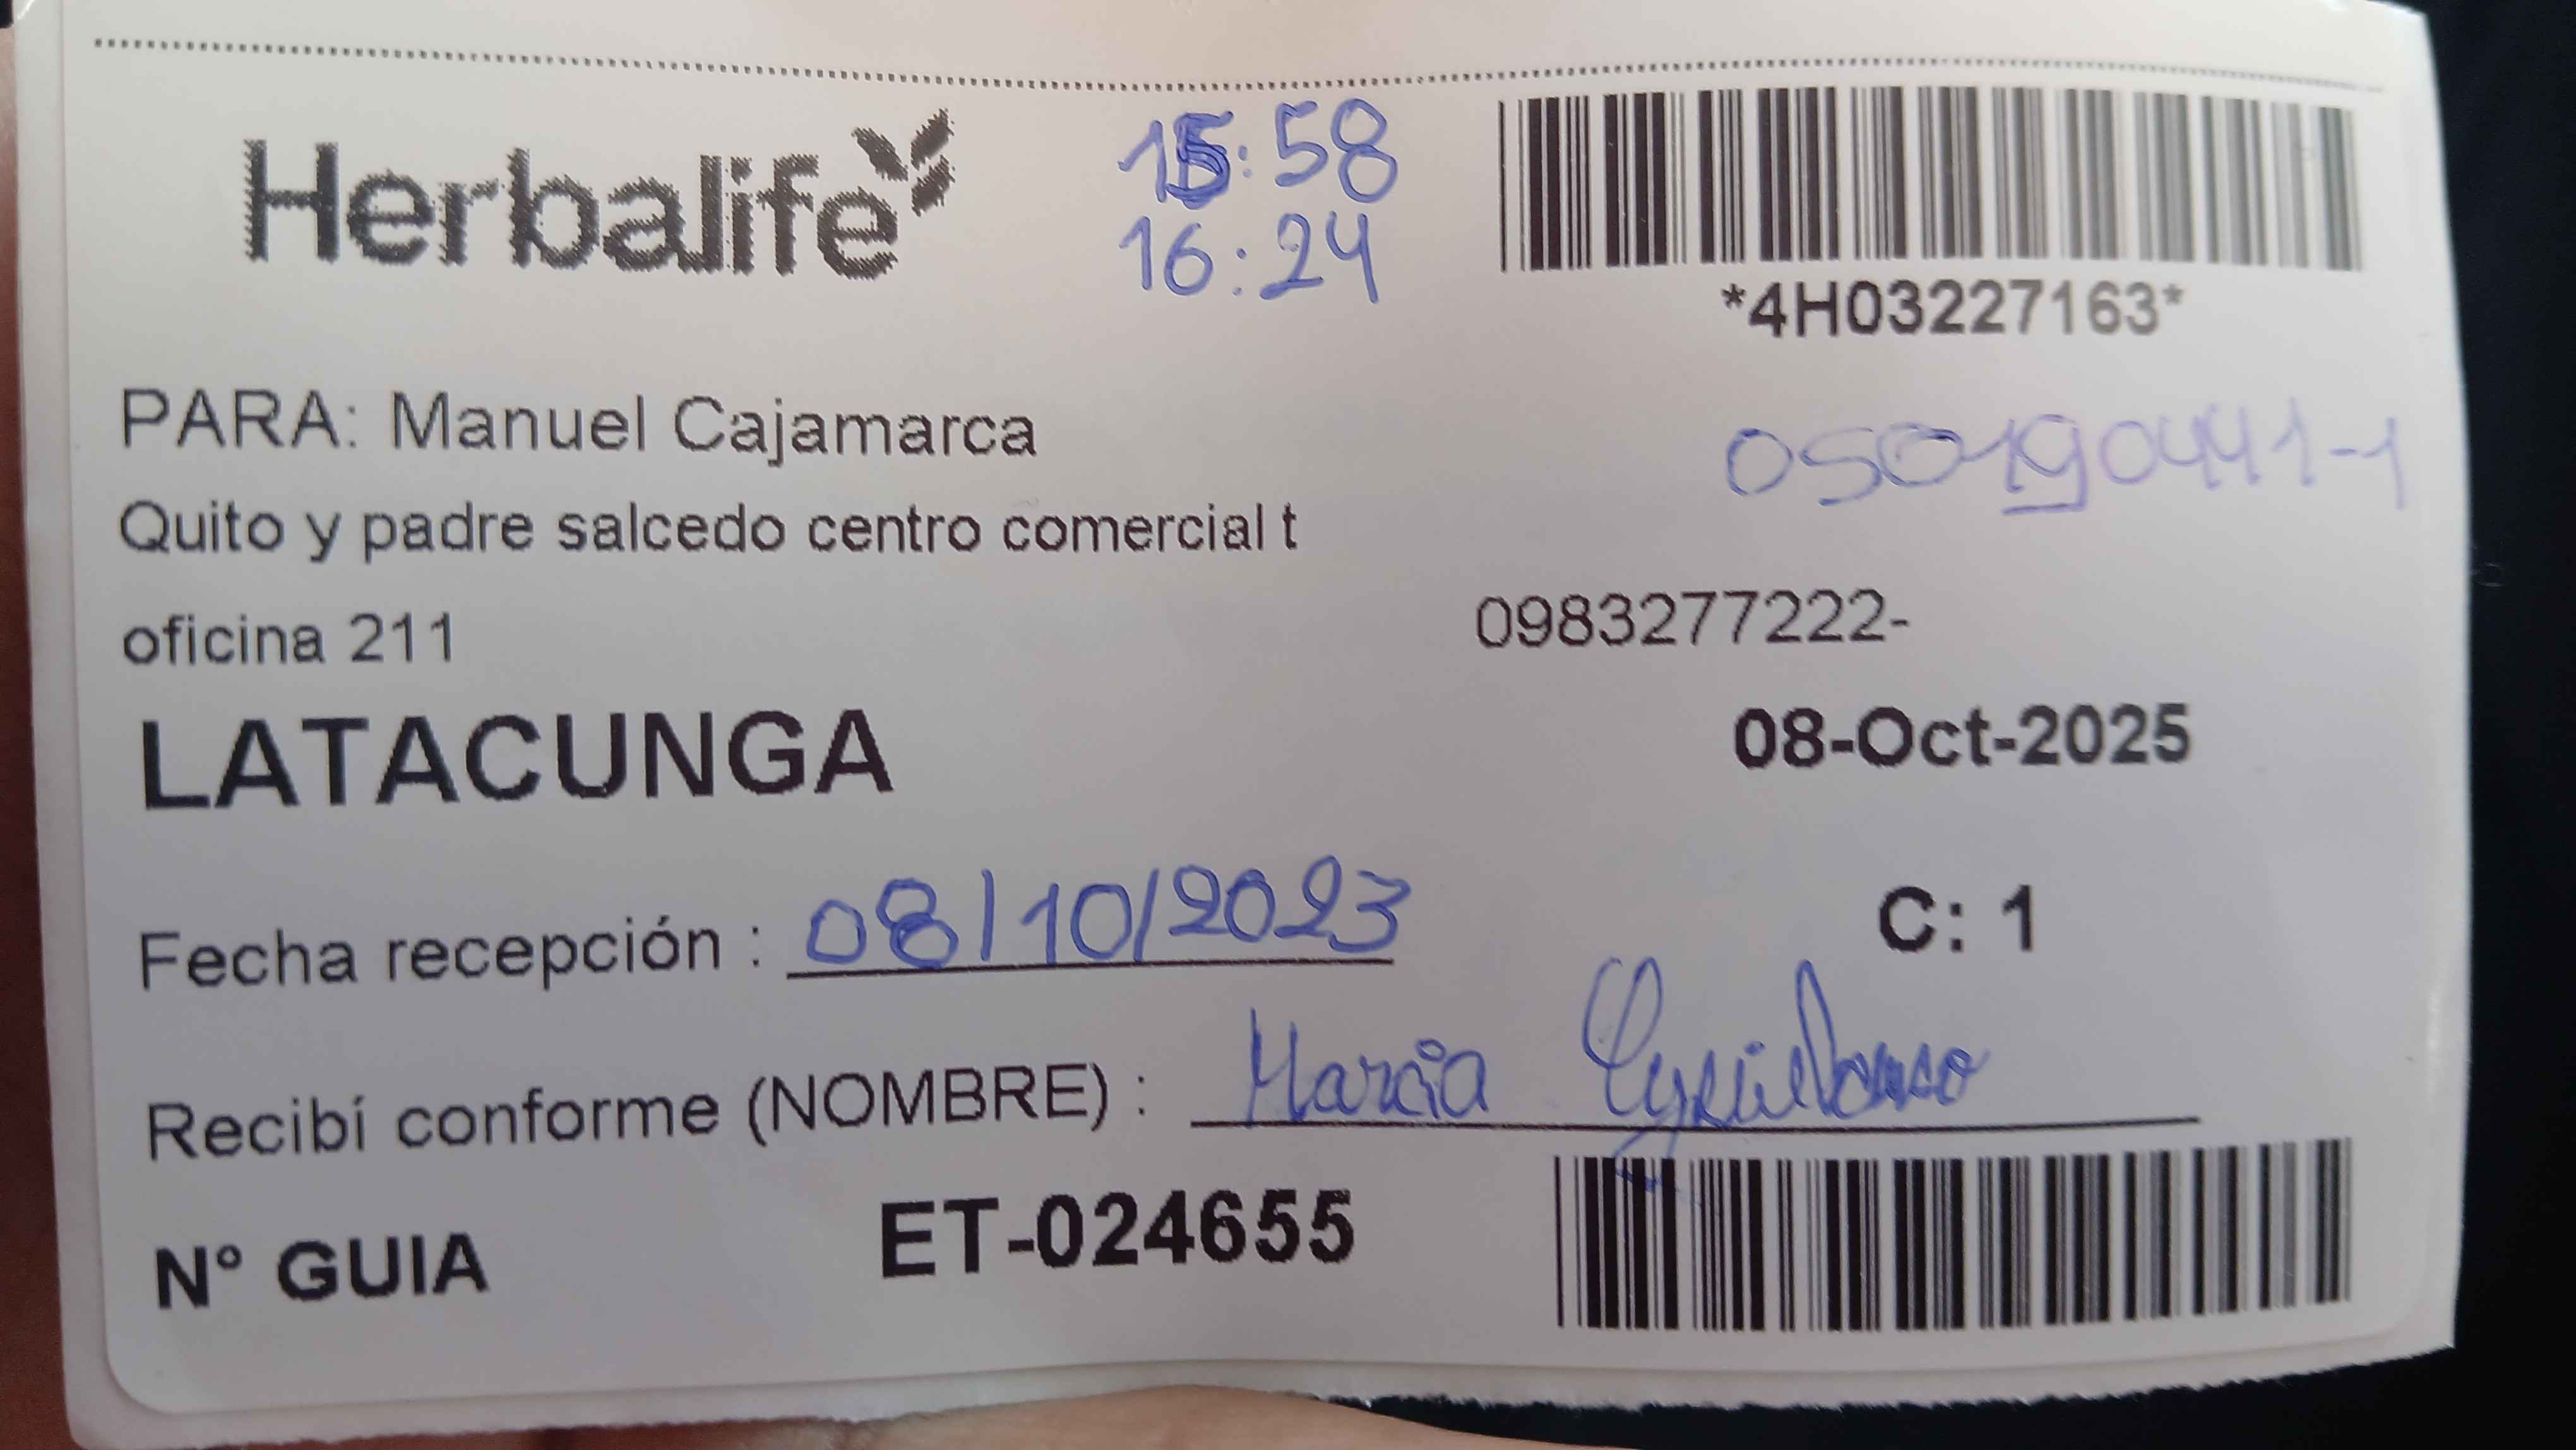 Herbalife
15:58
16:24
*4H03227163*
PARA: Manuel Cajamarca
050190441-1
Quito y padre salcedo centro comercial t
oficina 211
0983277222-
LATACUNGA
08-Oct-2025
Fecha recepción : 08/10/2023
C: 1
Recibí conforme (NOMBRE) : Marcia
N° GUIA ET-024655